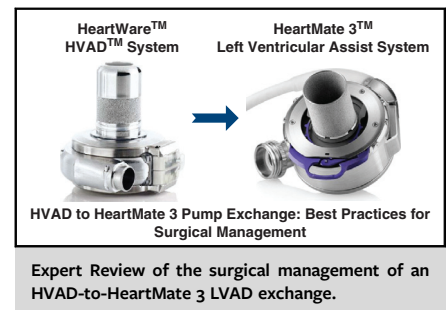 HeartWare™ HeartMate 3™
HVAD™ System Left Ventricular Assist System
HVAD to HeartMate 3 Pump Exchange: Best Practices for
Surgical Management
Expert Review of the surgical management of an
HVAD-to-HeartMate 3 LVAD exchange.